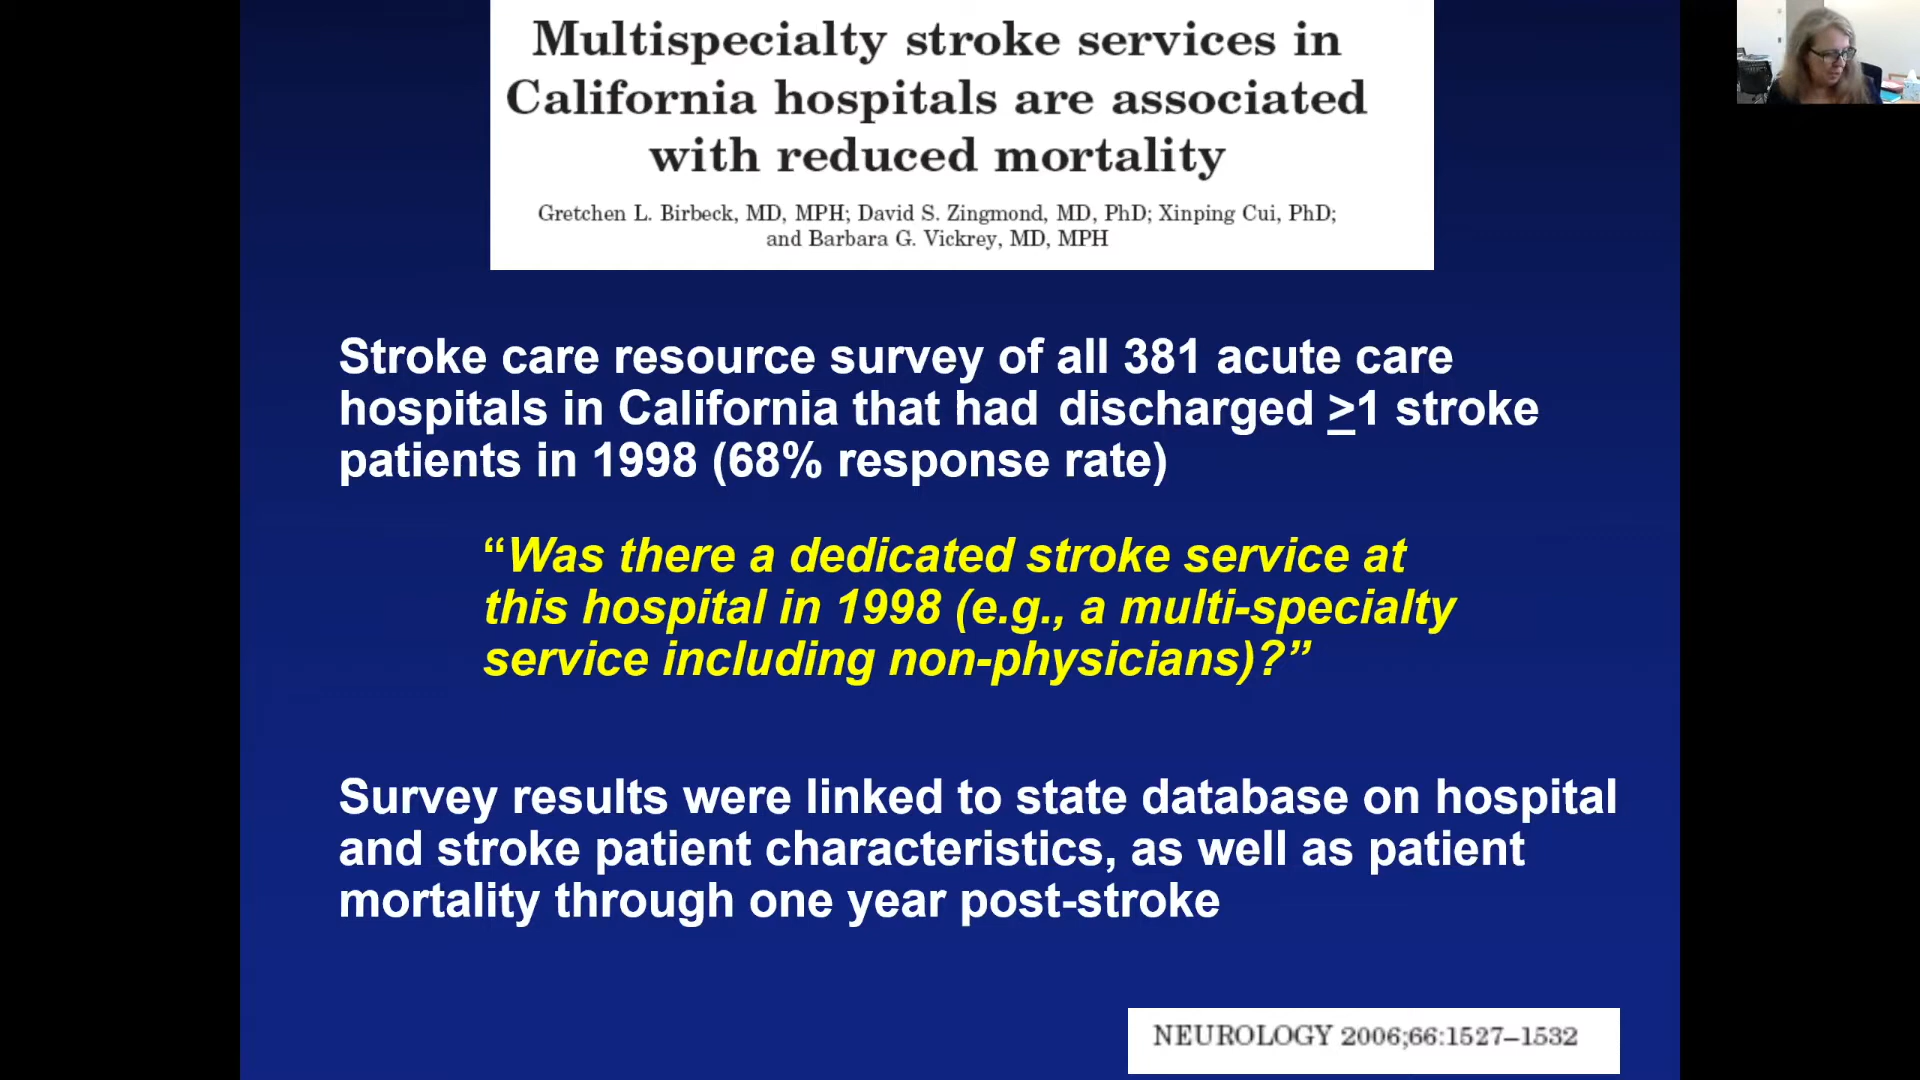 Multispecialty stroke services in
California hospitals are associated
with reduced mortality
Gretchen L. Birbeck, MD, MPH; David S. Zingmond, MD, PhD; Xinping Cui, PhD;
and Barbara G. Vickrey, MD, MPH
Stroke care resource survey of all 381 acute care
hospitals in California that had discharged >1 stroke
patients in 1998 (68% response rate)
“Was there a dedicated stroke service at
this hospital in 1998 (e.g., a multi-specialty
service including non-physicians)?”
Survey results were linked to state database on hospital
and stroke patient characteristics, as well as patient
mortality through one year post-stroke
NEUROLOGY 2006;66:1527–1532